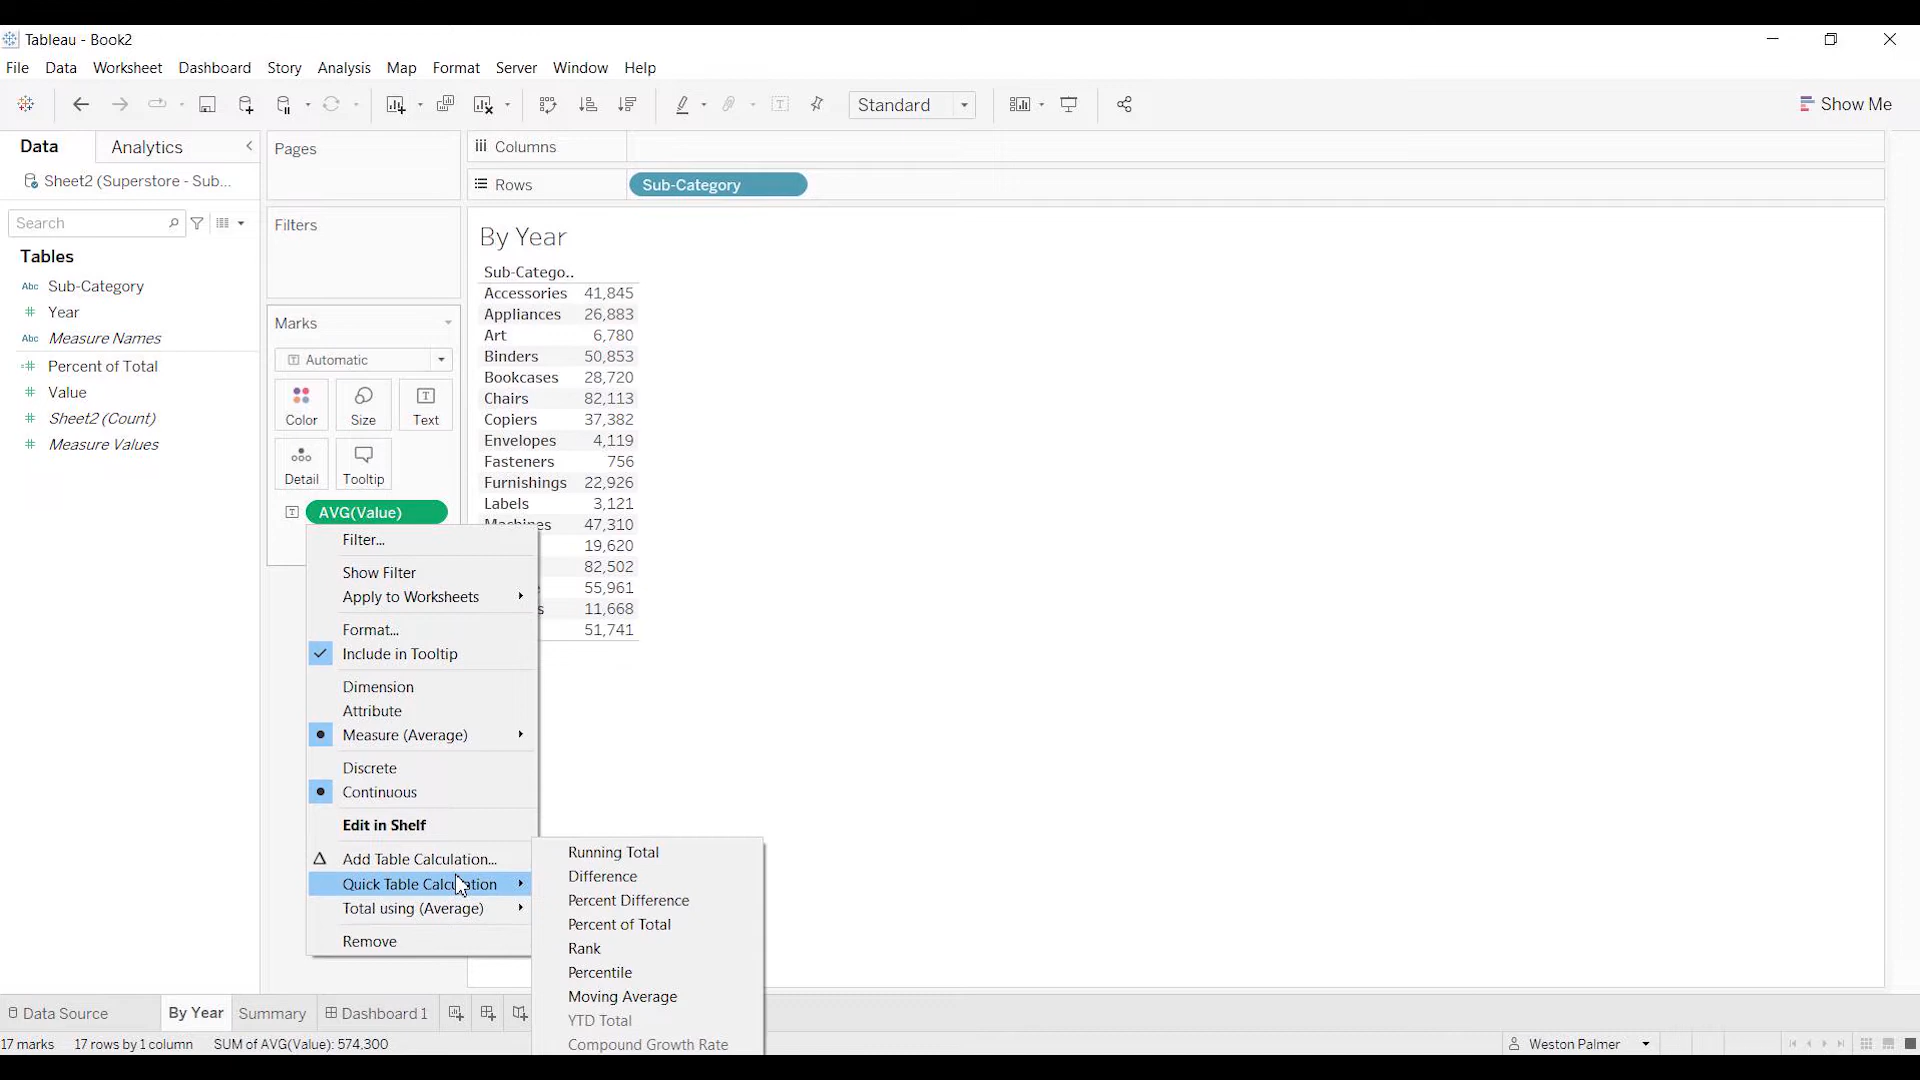 Tableau - Book2
File Data Worksheet Dashboard Story Analysis Map Format Server Window Help
Standard
Show Me
Data Analytics
Sheet2 (Superstore - Sub...
Search
Tables
Abc Sub-Category
# Year
Abc Measure Names
Percent of Total
# Value
# Sheet2 (Count)
# Measure Values
Pages
Filters
Marks
Automatic
Color Size Text
Detail Tooltip
AVG(Value)
Columns
Rows Sub-Category
By Year
Sub-Catego..
Accessories 41,845
Appliances 26,883
Art 6,780
Binders 50,853
Bookcases 28,720
Chairs 82,113
Copiers 37,382
Envelopes 4,119
Fasteners 756
Furnishings 22,926
Labels 3,121
Machines 47,310
19,620
82,502
55,961
s 11,668
51,741
Filter...
Show Filter
Apply to Worksheets
Format...
Include in Tooltip
Dimension
Attribute
Measure (Average)
Discrete
Continuous
Edit in Shelf
Add Table Calculation...
Quick Table Calculation
Total using (Average)
Remove
Running Total
Difference
Percent Difference
Percent of Total
Rank
Percentile
Moving Average
YTD Total
Compound Growth Rate
Data Source By Year Summary Dashboard 1
17 marks 17 rows by 1 column SUM of AVG(Value): 574,300
Weston Palmer